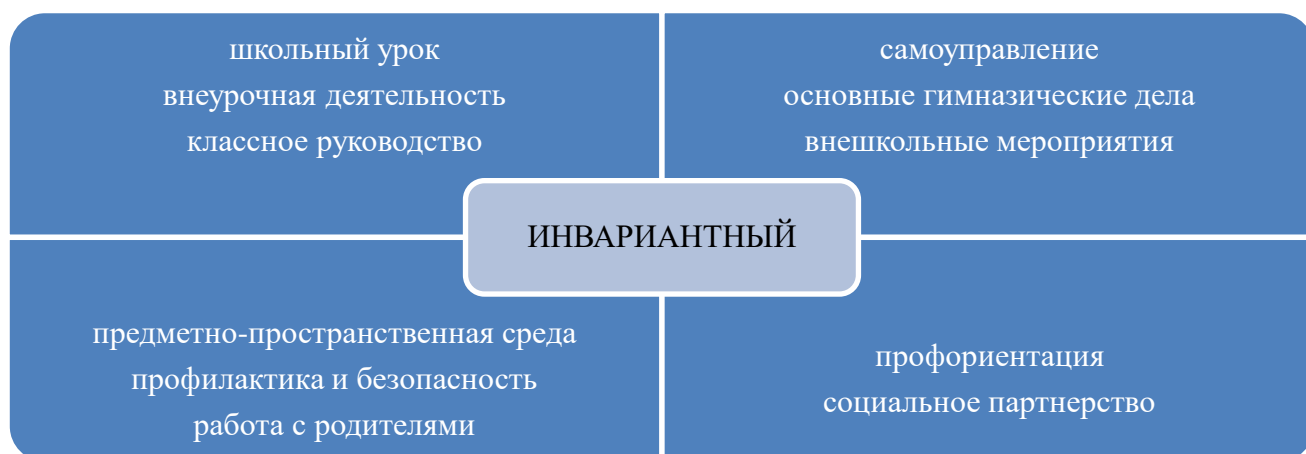 школьный урок
внеурочная деятельность
классное руководство
самоуправление
основные гимназические дела
внешкольные мероприятия
ИНВАРИАНТНЫЙ
предметно-пространственная среда
профилактика и безопасность
работа с родителями
профориентация
социальное партнерство